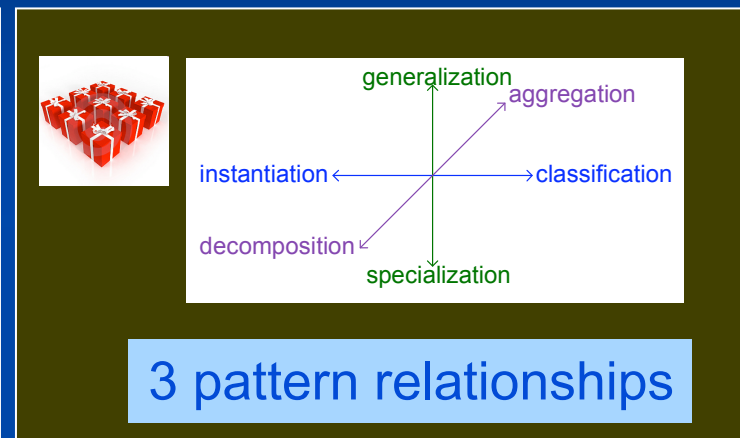 generalization
aggregation
instantiation
classification
decomposition
specialization
3 pattern relationships